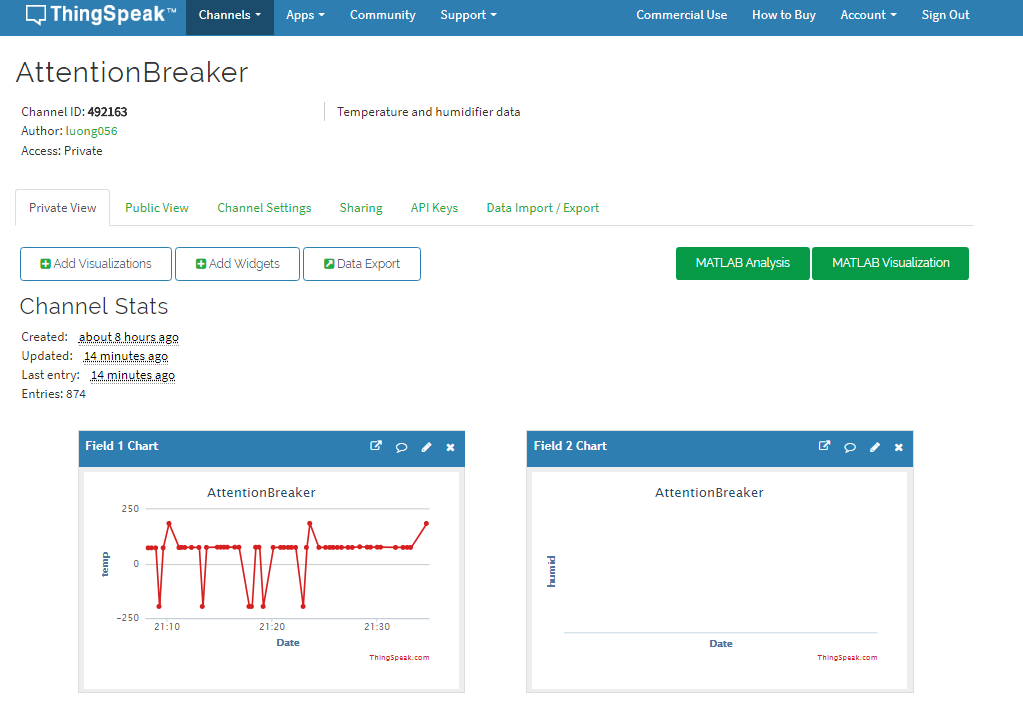 ThingSpeak™ Channels Apps Community Support Commercial Use How to Buy Account Sign Out
AttentionBreaker
Channel ID: 492163
Author: luong056
Access: Private
Temperature and humidifier data
Private View Public View Channel Settings Sharing API Keys Data Import / Export
Add Visualizations Add Widgets Data Export MATLAB Analysis MATLAB Visualization
Channel Stats
Created: about 8 hours ago
Updated: 14 minutes ago
Last entry: 14 minutes ago
Entries: 874
Field 1 Chart
AttentionBreaker
250
temp
0
-250
21:10 21:20 21:30
Date
ThingSpeak.com
Field 2 Chart
AttentionBreaker
humid
Date
ThingSpeak.com